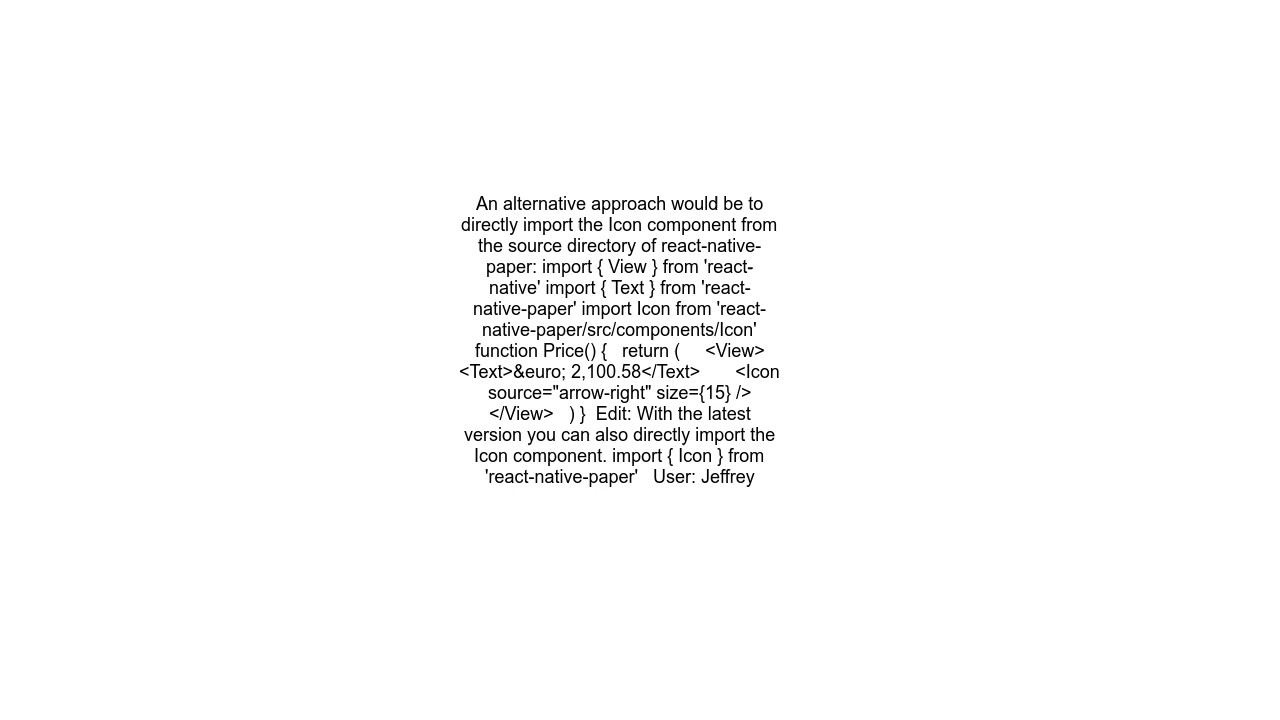 An alternative approach would be to
directly import the Icon component from
the source directory of react-native-
paper: import { View } from 'react-
native' import { Text } from 'react-
native-paper' import Icon from 'react-
native-paper/src/components/Icon'
function Price() {   return (     <View>
<Text>&euro; 2,100.58</Text>       <Icon
source="arrow-right" size={15} />
</View>   ) }  Edit: With the latest
version you can also directly import the
Icon component. import { Icon } from
'react-native-paper'   User: Jeffrey